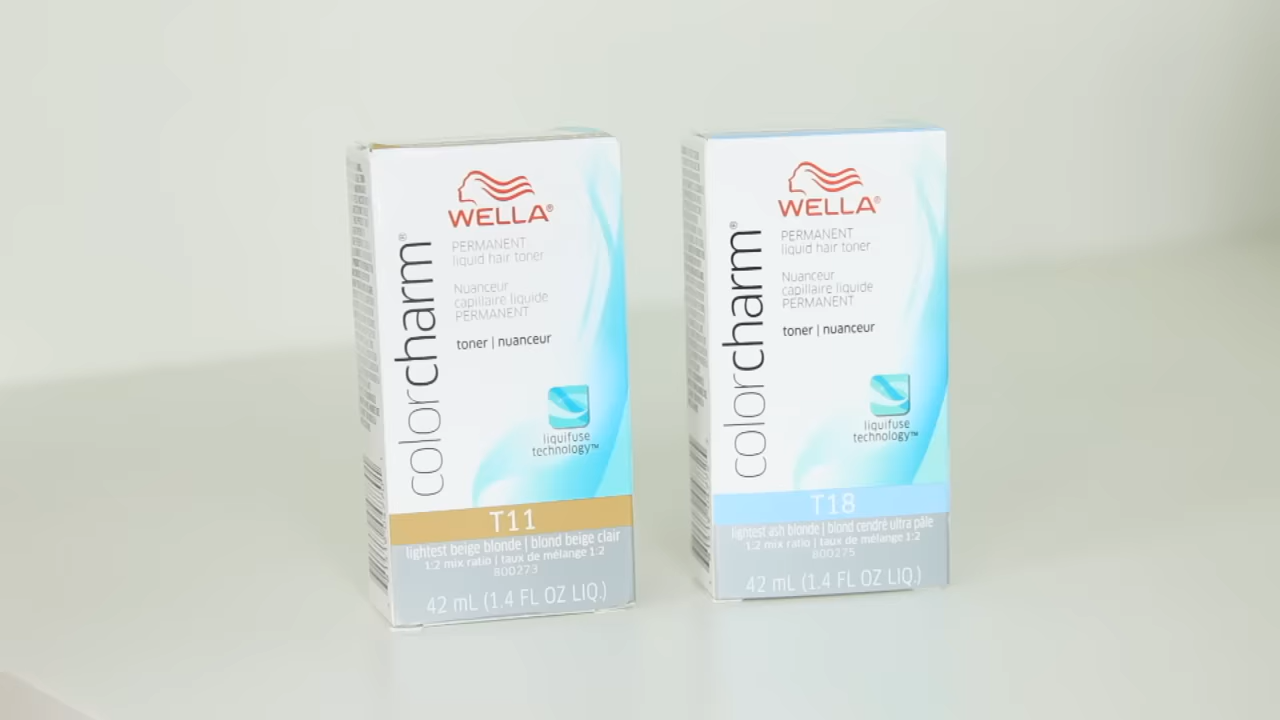 WELLA®
PERMANENT
liquid hair toner
Nuanceur
capillaire liquide
PERMANENT
toner | nuanceur
colorcharm®
liquifuse
technology™
T11
lightest beige blonde | blond beige clair
1:2 mix ratio | taux de mélange 1:2
800273
42 mL (1.4 FL OZ LIQ.)
WELLA®
PERMANENT
liquid hair toner
Nuanceur
capillaire liquide
PERMANENT
toner | nuanceur
colorcharm®
liquifuse
technology™
T18
lightest ash blonde | blond cendré ultra pâle
1:2 mix ratio | taux de mélange 1:2
800275
42 mL (1.4 FL OZ LIQ.)